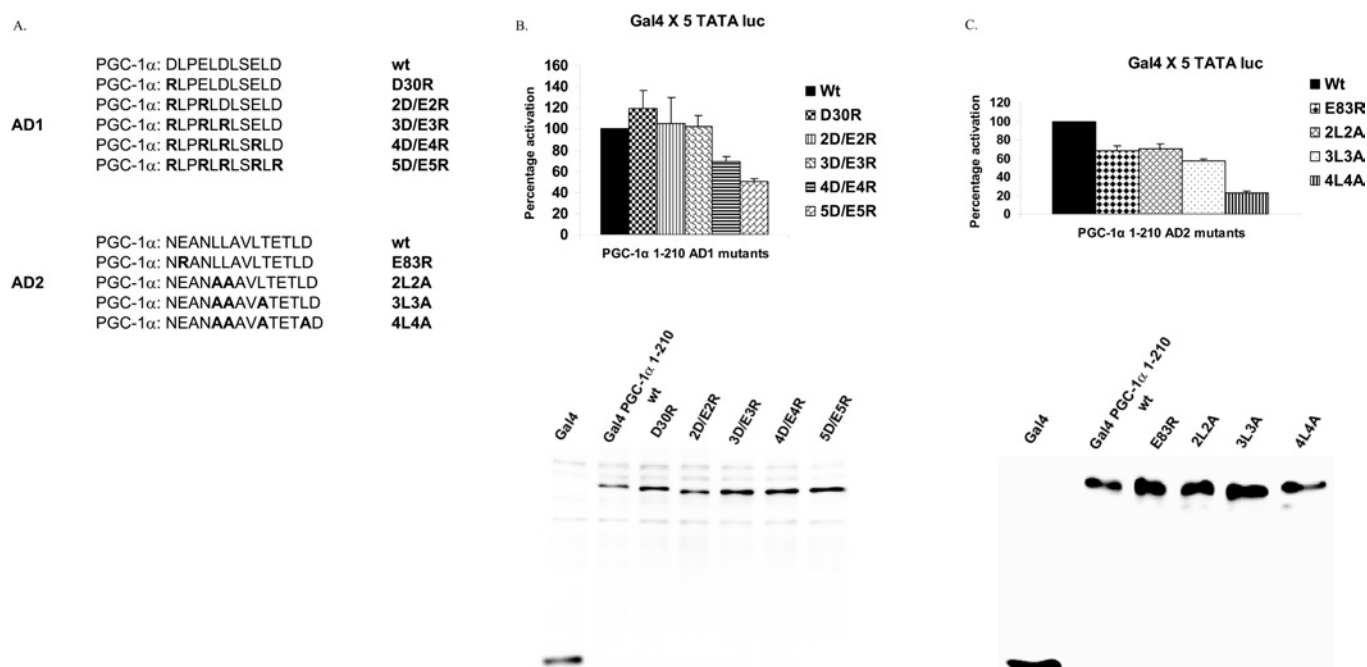 A.
PGC-1α: DLPELDLSELD wt
PGC-1α: RLPELDLSELD D30R
PGC-1α: RLPRLDLSELD 2D/E2R
AD1 PGC-1α: RLPRLRLSELD 3D/E3R
PGC-1α: RLPRLRLSRLD 4D/E4R
PGC-1α: RLPRLRLSRLR 5D/E5R
PGC-1α: NEANLLAVLTETLD wt
PGC-1α: NRANLLAVLTETLD E83R
AD2 PGC-1α: NEANAAAVLTETLD 2L2A
PGC-1α: NEANAAAVATETLD 3L3A
PGC-1α: NEANAAAVATETAD 4L4A
B.
Gal4 X 5 TATA luc
Percentage activation
160
140
120
100
80
60
40
20
0
PGC-1α 1-210 AD1 mutants
Wt
D30R
2D/E2R
3D/E3R
4D/E4R
5D/E5R
Gal4
Gal4 PGC-1α 1-210
wt
D30R
2D/E2R
3D/E3R
4D/E4R
5D/E5R
C.
Gal4 X 5 TATA luc
Percentage activation
120
100
80
60
40
20
0
PGC-1α 1-210 AD2 mutants
Wt
E83R
2L2A
3L3A
4L4A
Gal4
Gal4 PGC-1α 1-210
wt
E83R
2L2A
3L3A
4L4A